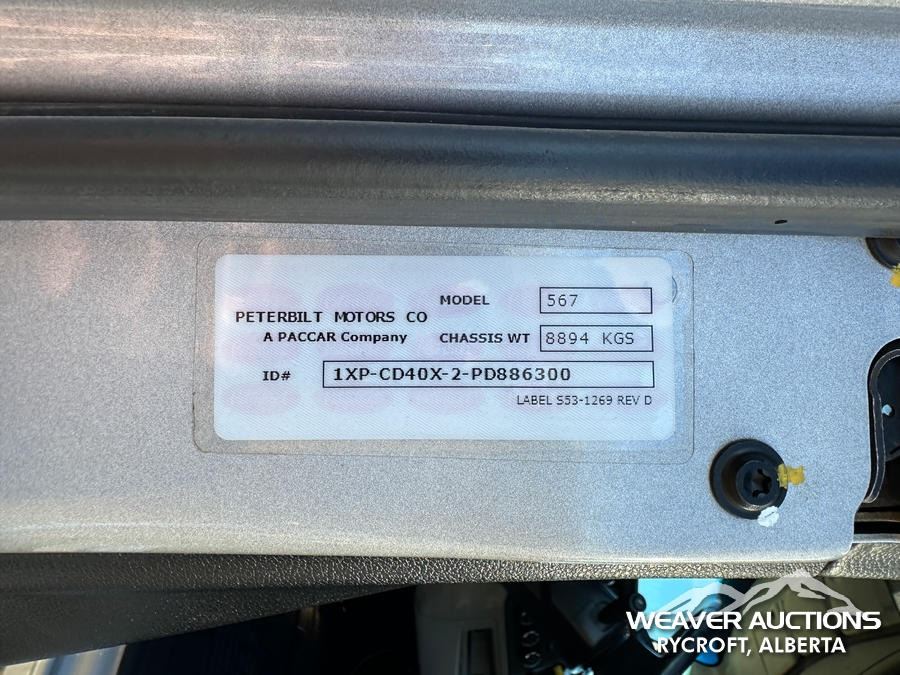 PETERBILT MOTORS CO
A PACCAR Company
MODEL 567
CHASSIS WT 8894 KGS
ID# 1XP-CD40X-2-PD886300
LABEL S53-1269 REV D
WEAVER AUCTIONS
RYCROFT, ALBERTA